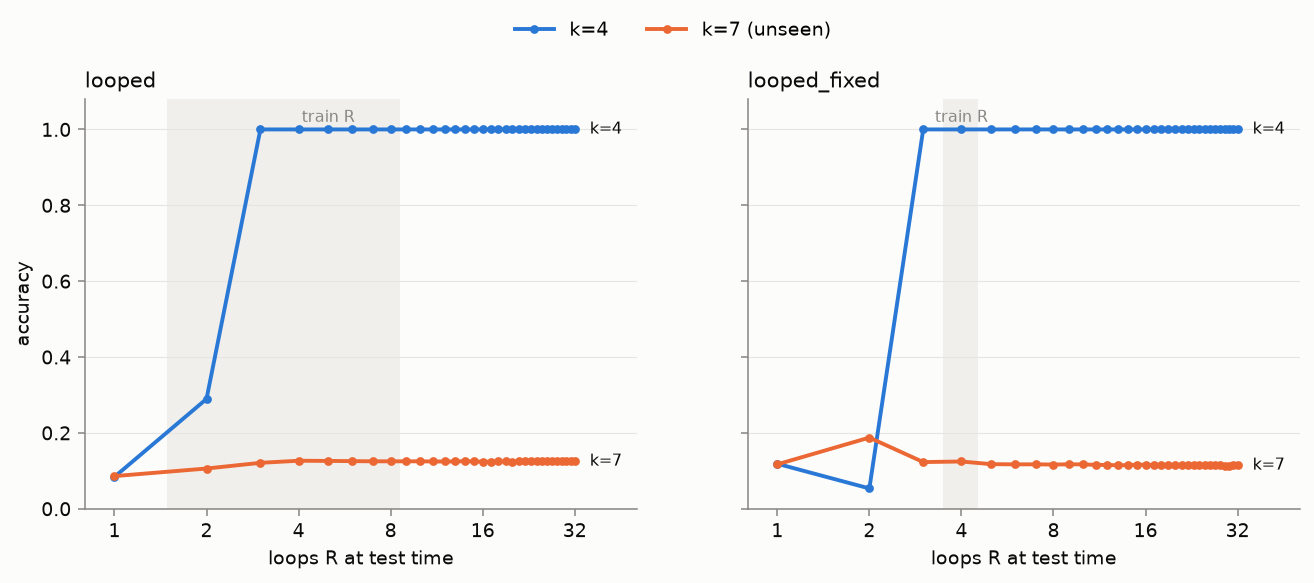 k=4
k=7 (unseen)
looped
train R
1.0
0.8
0.6
0.4
0.2
0.0
accuracy
k=4
k=7
1
2
4
8
16
32
loops R at test time
looped_fixed
train R
k=4
k=7
1
2
4
8
16
32
loops R at test time